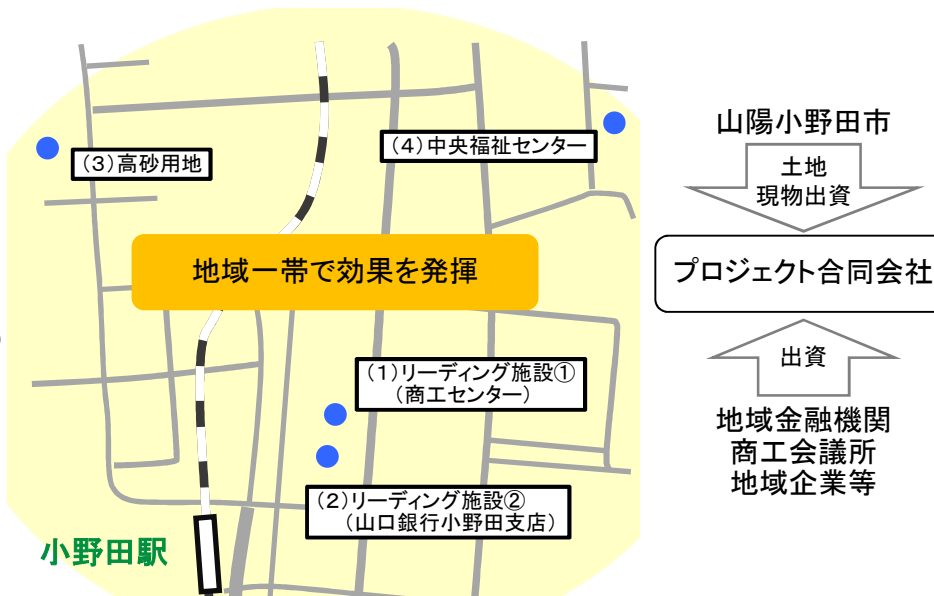 (3)高砂用地
(4)中央福祉センター
地域一帯で効果を発揮
(1)リーディング施設①
(商工センター)
(2)リーディング施設②
(山口銀行小野田支店)
小野田駅
山陽小野田市
土地
現物出資
プロジェクト合同会社
出資
地域金融機関
商工会議所
地域企業等